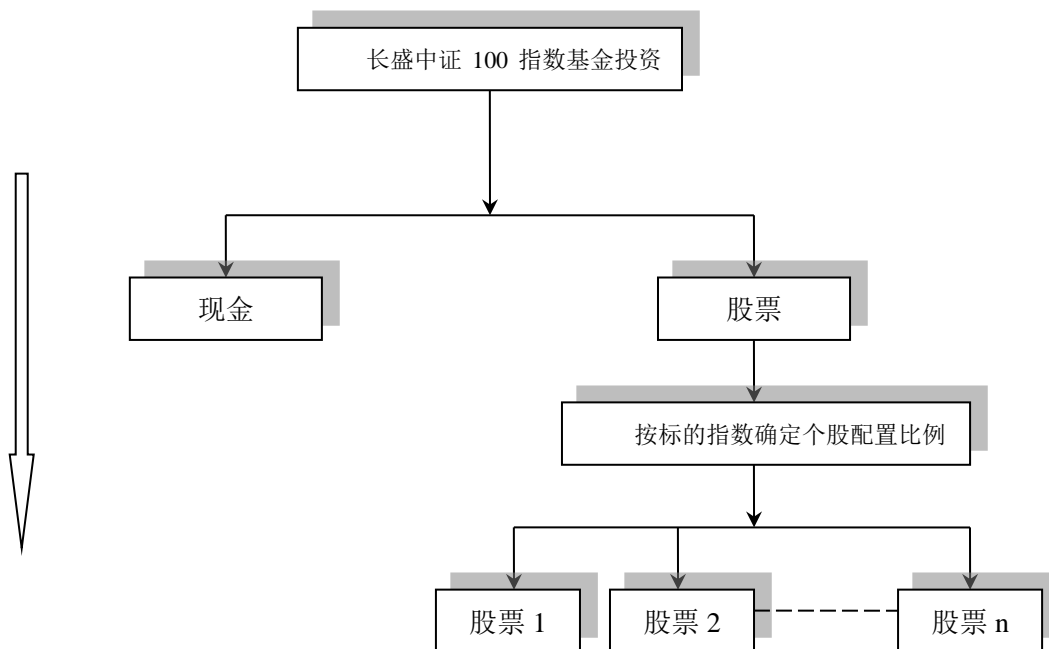 长盛中证 100 指数基金投资
现金
股票
按标的指数确定个股配置比例
股票 1
股票 2
股票 n